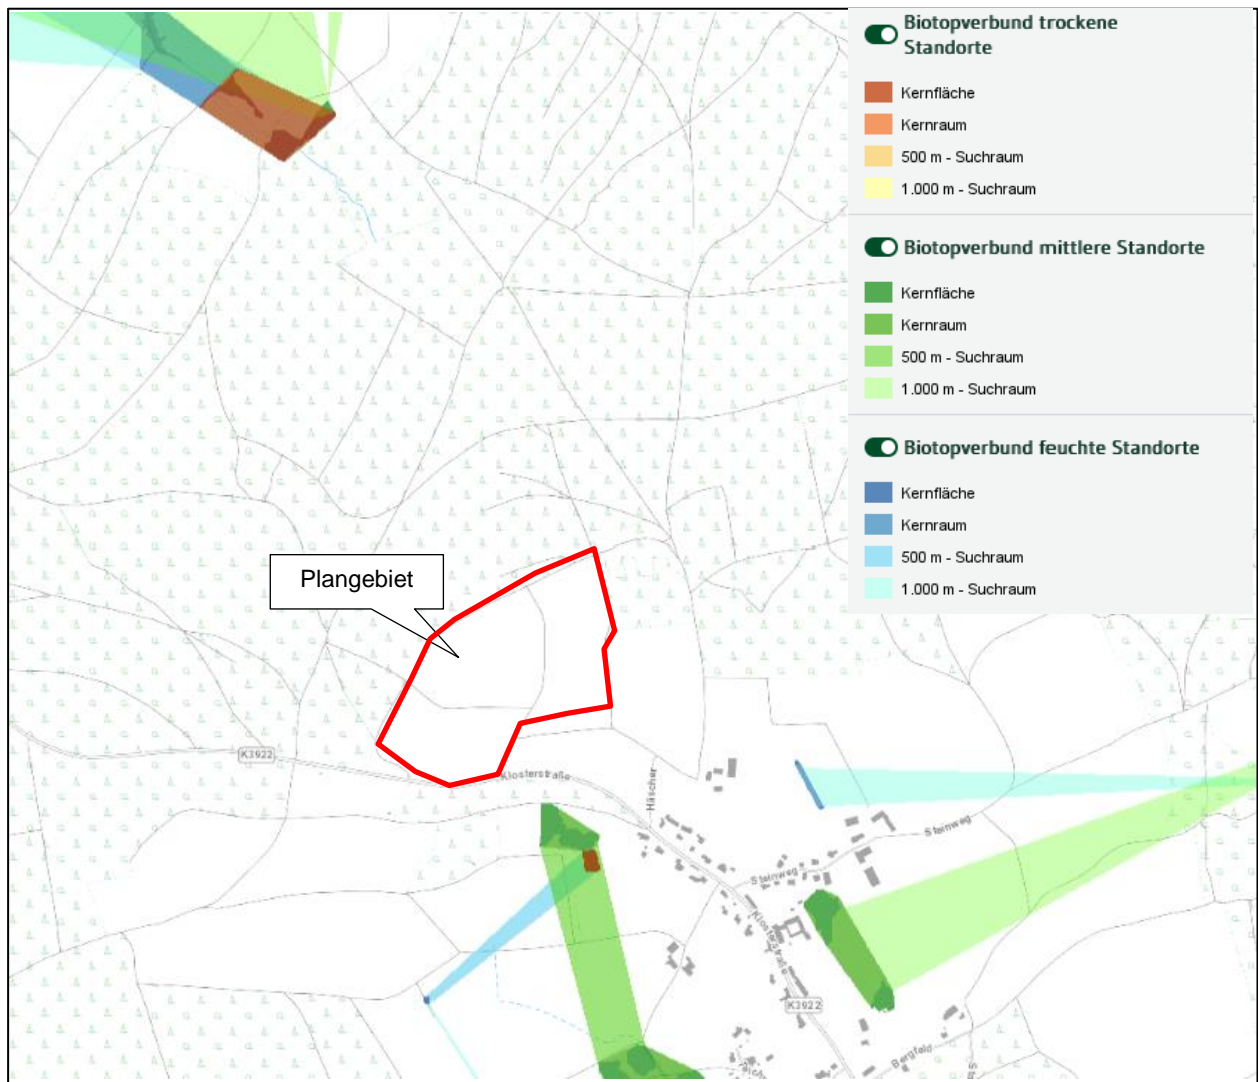 Biotopverbund trockene
Standorte
Kernfläche
Kernraum
500 m - Suchraum
1.000 m - Suchraum
Biotopverbund mittlere Standorte
Kernfläche
Kernraum
500 m - Suchraum
1.000 m - Suchraum
Biotopverbund feuchte Standorte
Kernfläche
Kernraum
500 m - Suchraum
1.000 m - Suchraum
Plangebiet
K3922
Klosterstraße
Häscher
Steinweg
Steinweg
Klosterstraße
K3922
Bergfeld